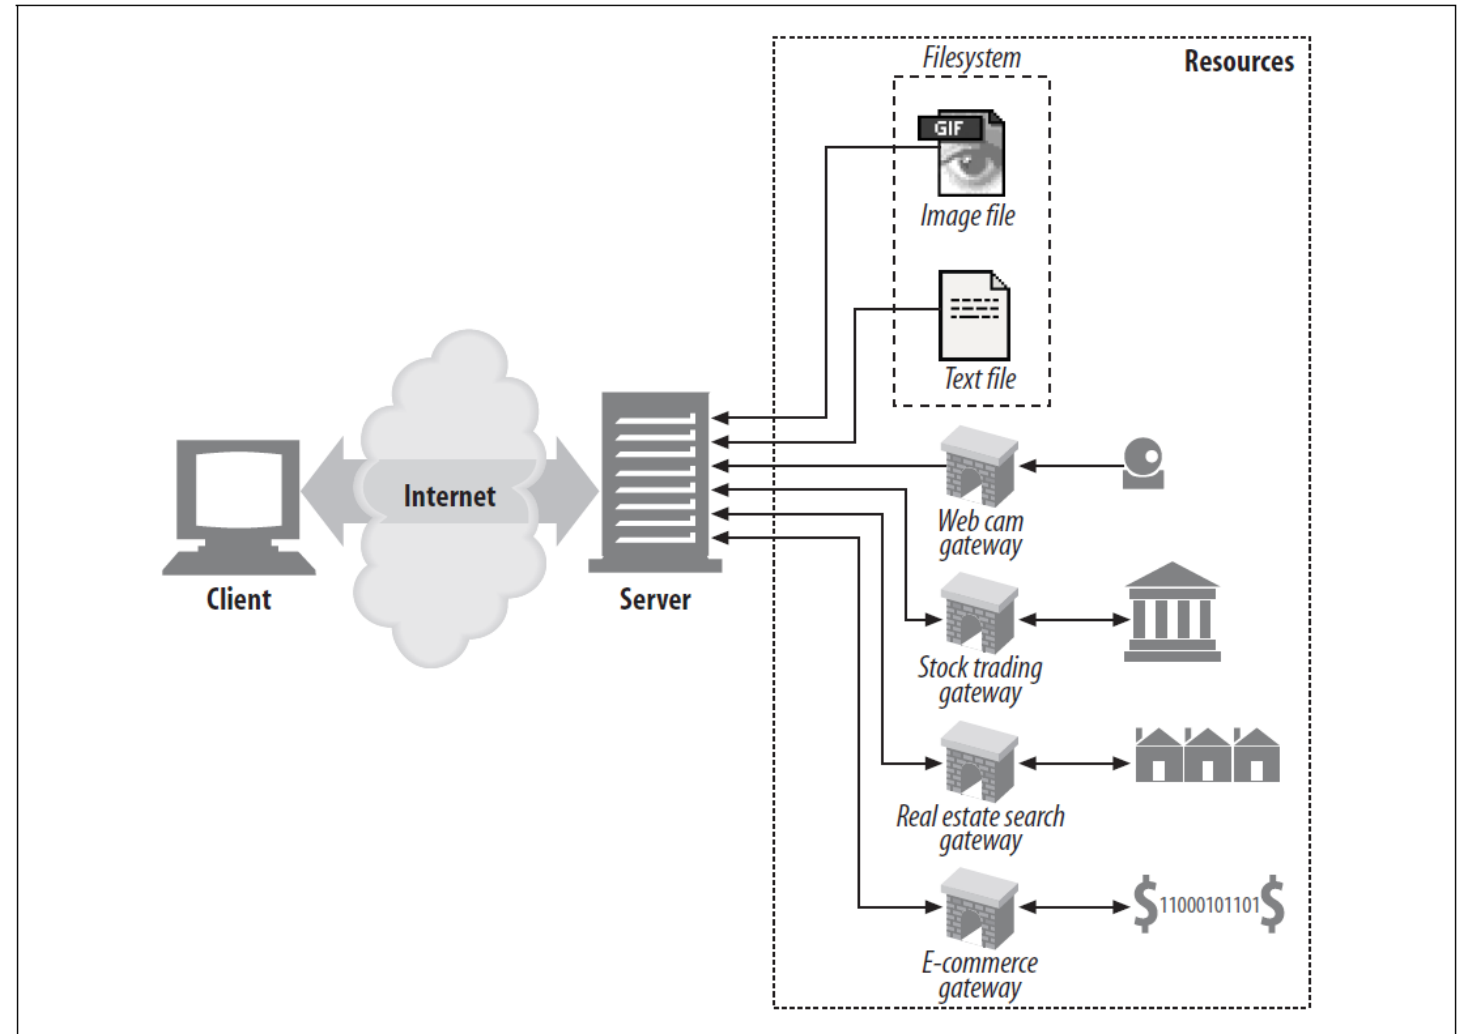 Filesystem
Resources
GIF
Image file
Text file
Internet
Client
Server
Web cam
gateway
Stock trading
gateway
Real estate search
gateway
$11000101101$
E-commerce
gateway